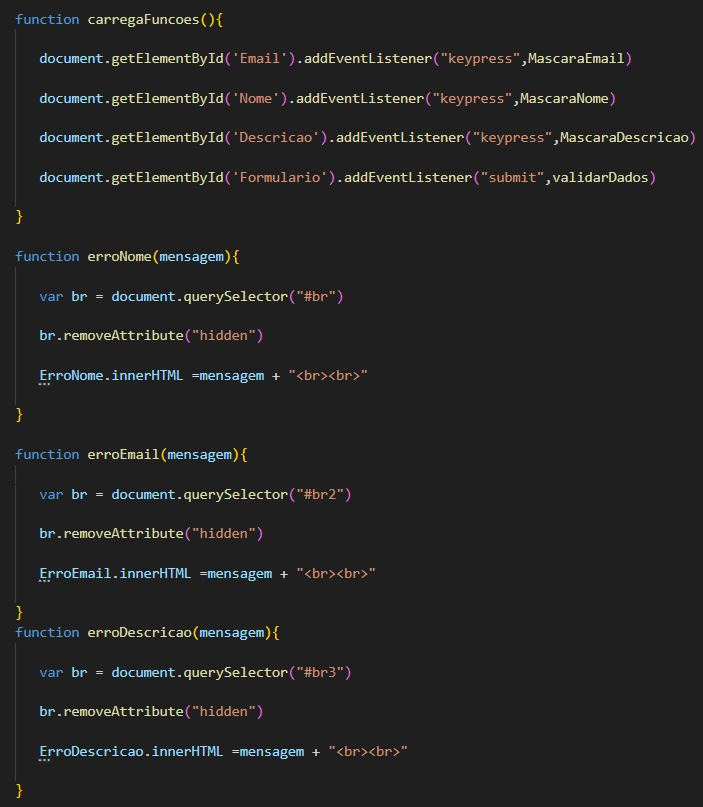 function carregaFuncoes(){
document.getElementById('Email').addEventListener("keypress",MascaraEmail)
document.getElementById('Nome').addEventListener("keypress",MascaraNome)
document.getElementById('Descricao').addEventListener("keypress",MascaraDescricao)
document.getElementById('Formulario').addEventListener("submit",validarDados)
}
function erroNome(mensagem){
var br = document.querySelector("#br")
br.removeAttribute("hidden")
ErroNome.innerHTML =mensagem + "<br><br>"
}
function erroEmail(mensagem){
var br = document.querySelector("#br2")
br.removeAttribute("hidden")
ErroEmail.innerHTML =mensagem + "<br><br>"
}
function erroDescricao(mensagem){
var br = document.querySelector("#br3")
br.removeAttribute("hidden")
ErroDescricao.innerHTML =mensagem + "<br><br>"
}